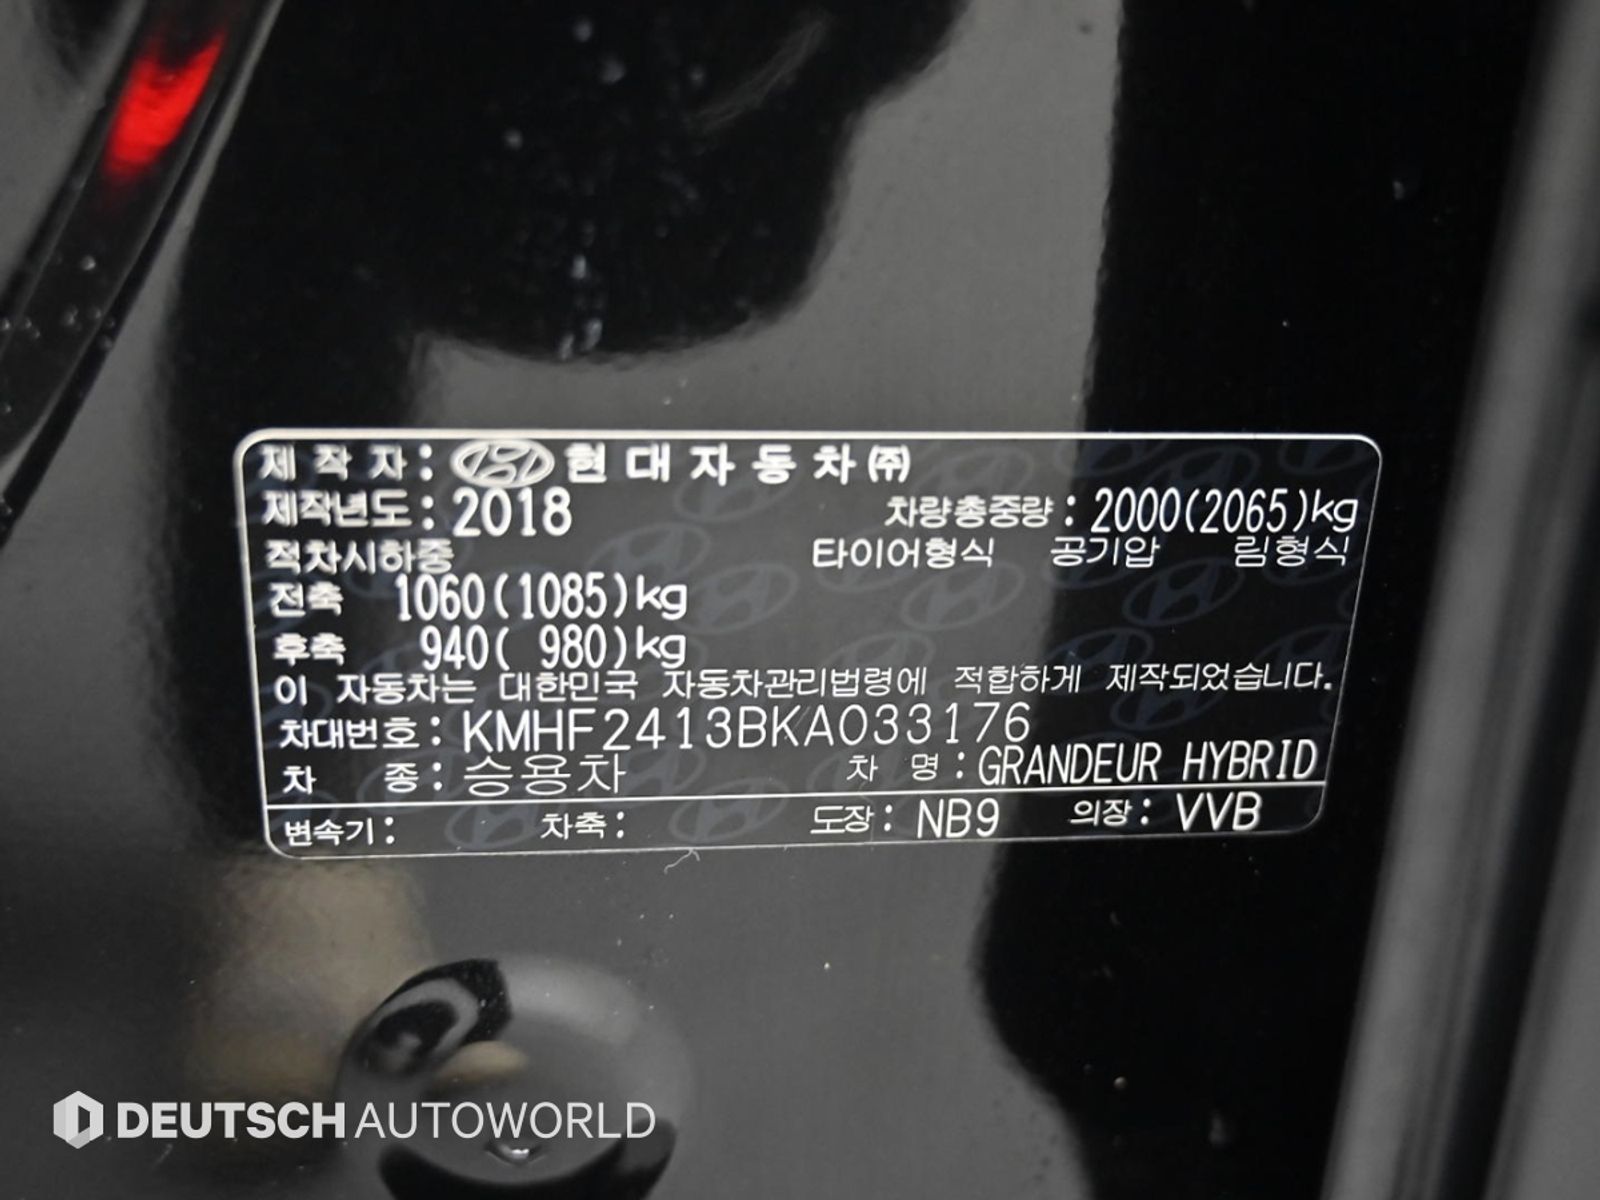 제 작 자 : 현 대 자 동 차 ㈜
제작년도 : 2018 차량총중량 : 2000(2065)kg
적차시하중 타이어형식 공기압 림형식
전축 1060(1085)kg
후축 940( 980)kg
이 자동차는 대한민국 자동차관리법령에 적합하게 제작되었습니다.
차대번호 : KMHF2413BKA033176
차 종 : 승용차 차 명 : GRANDEUR HYBRID
변속기 : 차축 : 도장 : NB9 의장 : VVB
DEUTSCH AUTOWORLD